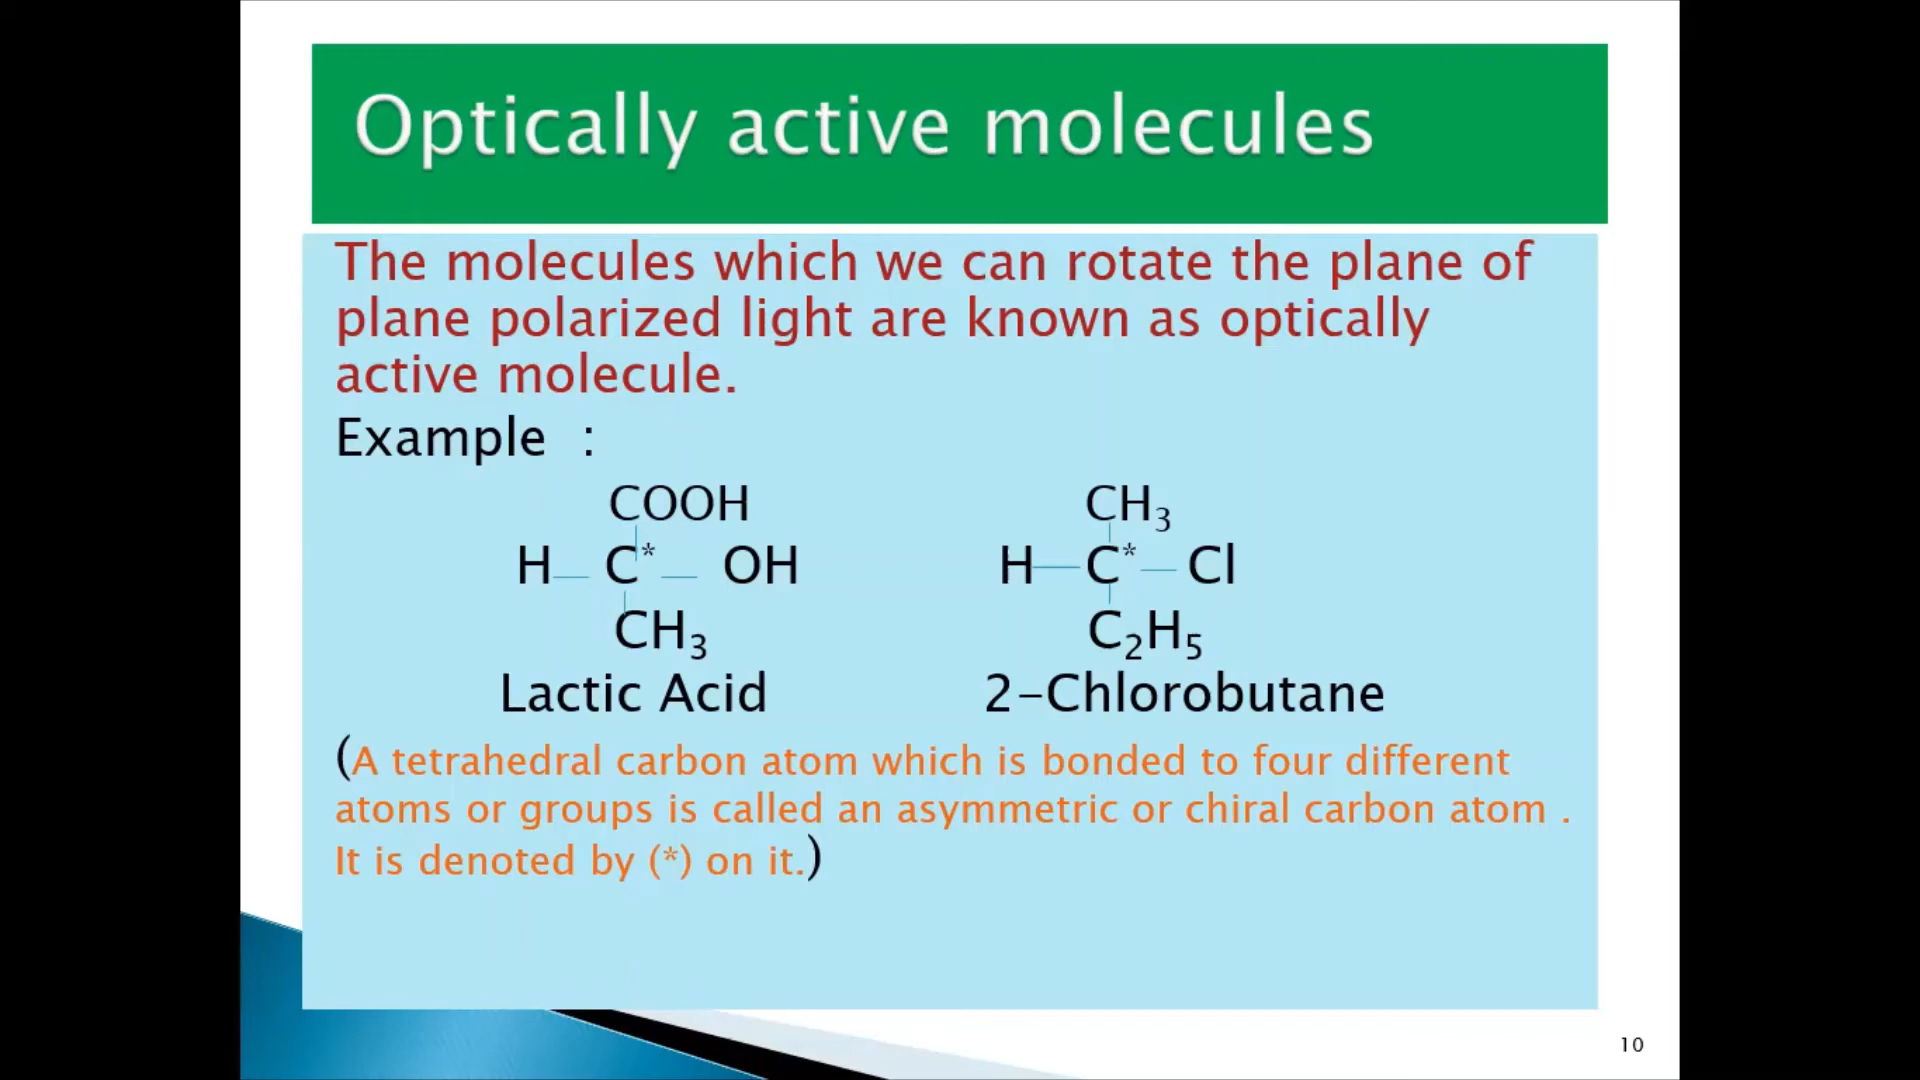 Optically active molecules
The molecules which we can rotate the plane of
plane polarized light are known as optically
active molecule.
Example :
COOH CH₃
H C* OH H C* Cl
CH₃ C₂H₅
Lactic Acid 2-Chlorobutane
(A tetrahedral carbon atom which is bonded to four different
atoms or groups is called an asymmetric or chiral carbon atom .
It is denoted by (*) on it.)
10